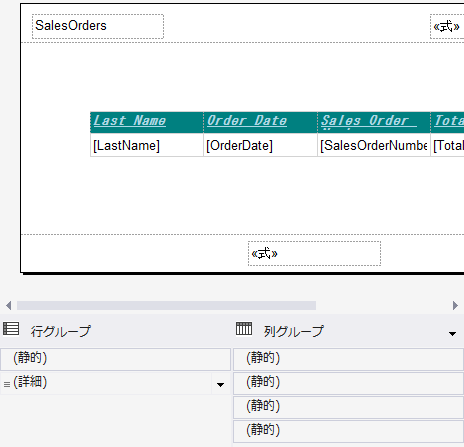 SalesOrders
«式»
Last Name Order Date Sales Order Tota
[LastName] [OrderDate] [SalesOrderNumbe [Total
«式»
行グループ 列グループ
(静的) (静的)
(詳細) (静的)
(静的)
(静的)